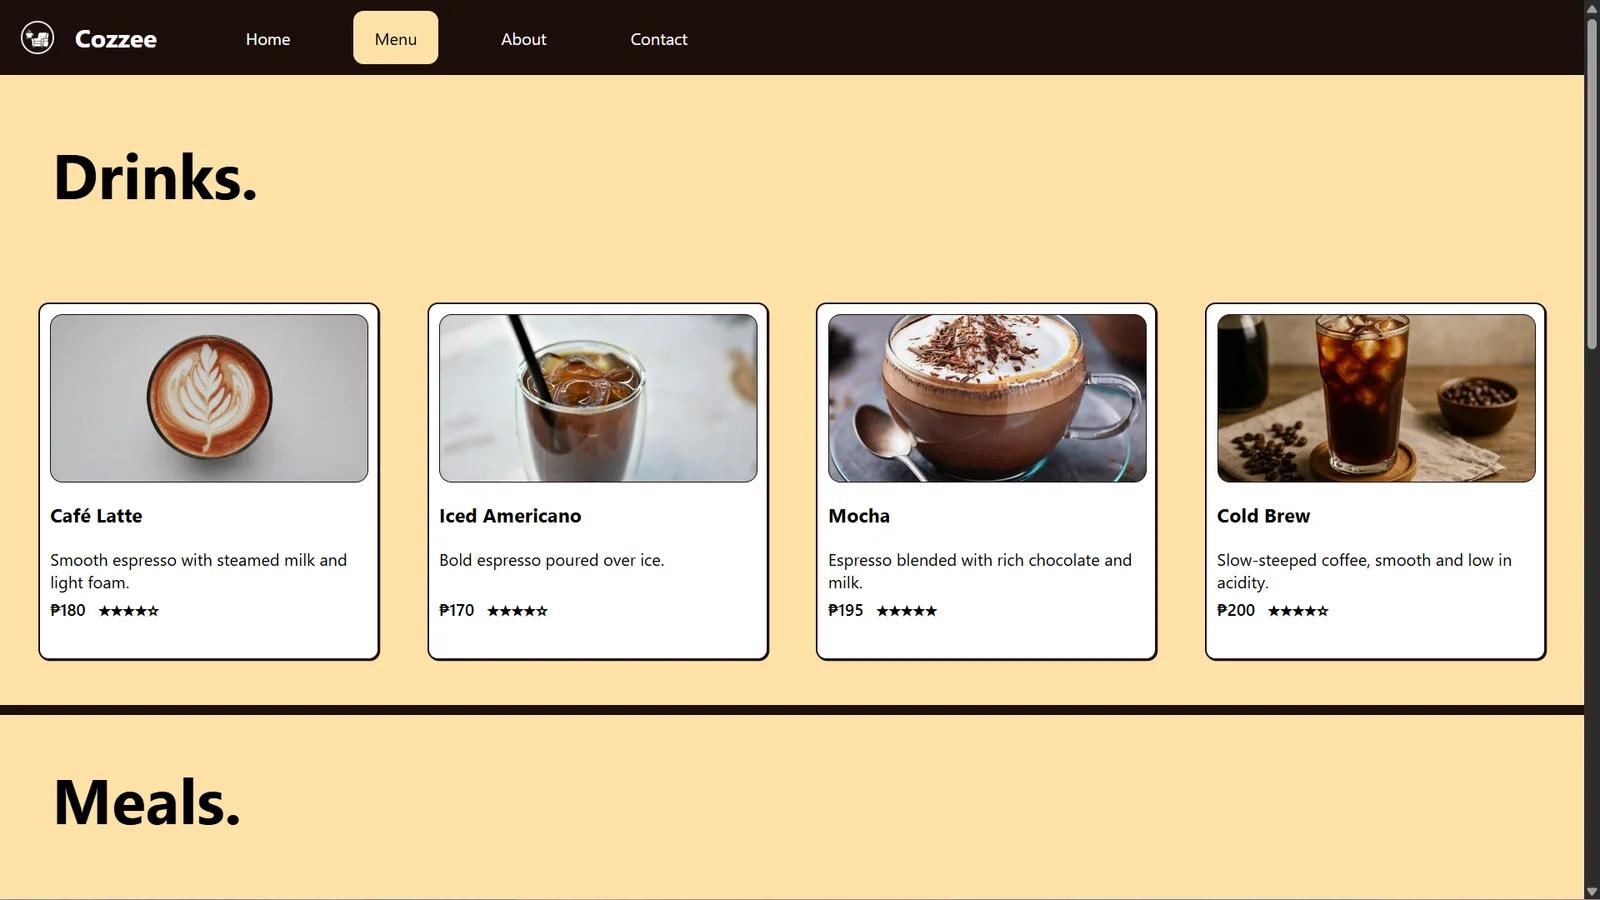 Cozzee
Home
Menu
About
Contact
Drinks.
Café Latte
Smooth espresso with steamed milk and
light foam.
₱180 ★★★★☆
Iced Americano
Bold espresso poured over ice.
₱170 ★★★★☆
Mocha
Espresso blended with rich chocolate and
milk.
₱195 ★★★★★
Cold Brew
Slow-steeped coffee, smooth and low in
acidity.
₱200 ★★★★☆
Meals.